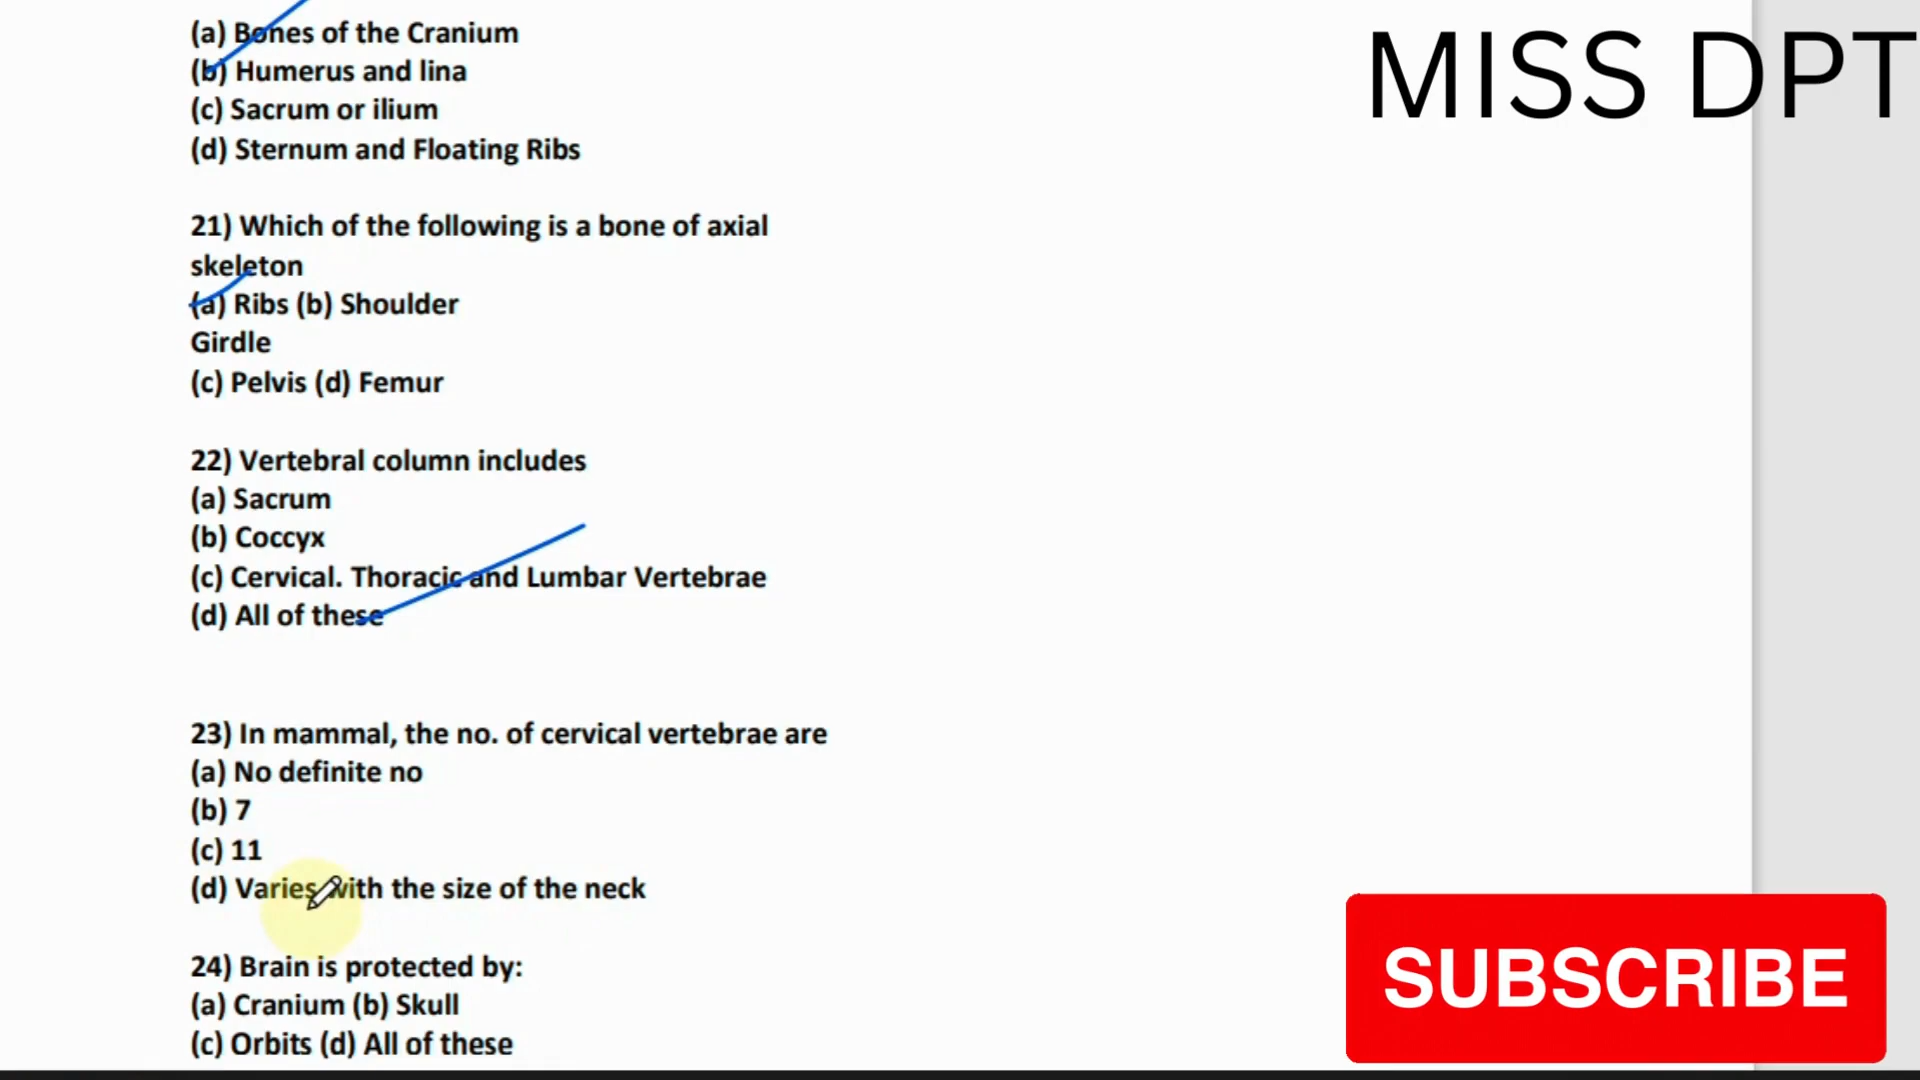 (a) Bones of the Cranium
(b) Humerus and lina
(c) Sacrum or ilium
(d) Sternum and Floating Ribs
MISS DPT
21) Which of the following is a bone of axial
skeleton
(a) Ribs (b) Shoulder
Girdle
(c) Pelvis (d) Femur
22) Vertebral column includes
(a) Sacrum
(b) Coccyx
(c) Cervical. Thoracic and Lumbar Vertebrae
(d) All of these
23) In mammal, the no. of cervical vertebrae are
(a) No definite no
(b) 7
(c) 11
(d) Varies with the size of the neck
24) Brain is protected by:
(a) Cranium (b) Skull
(c) Orbits (d) All of these
SUBSCRIBE